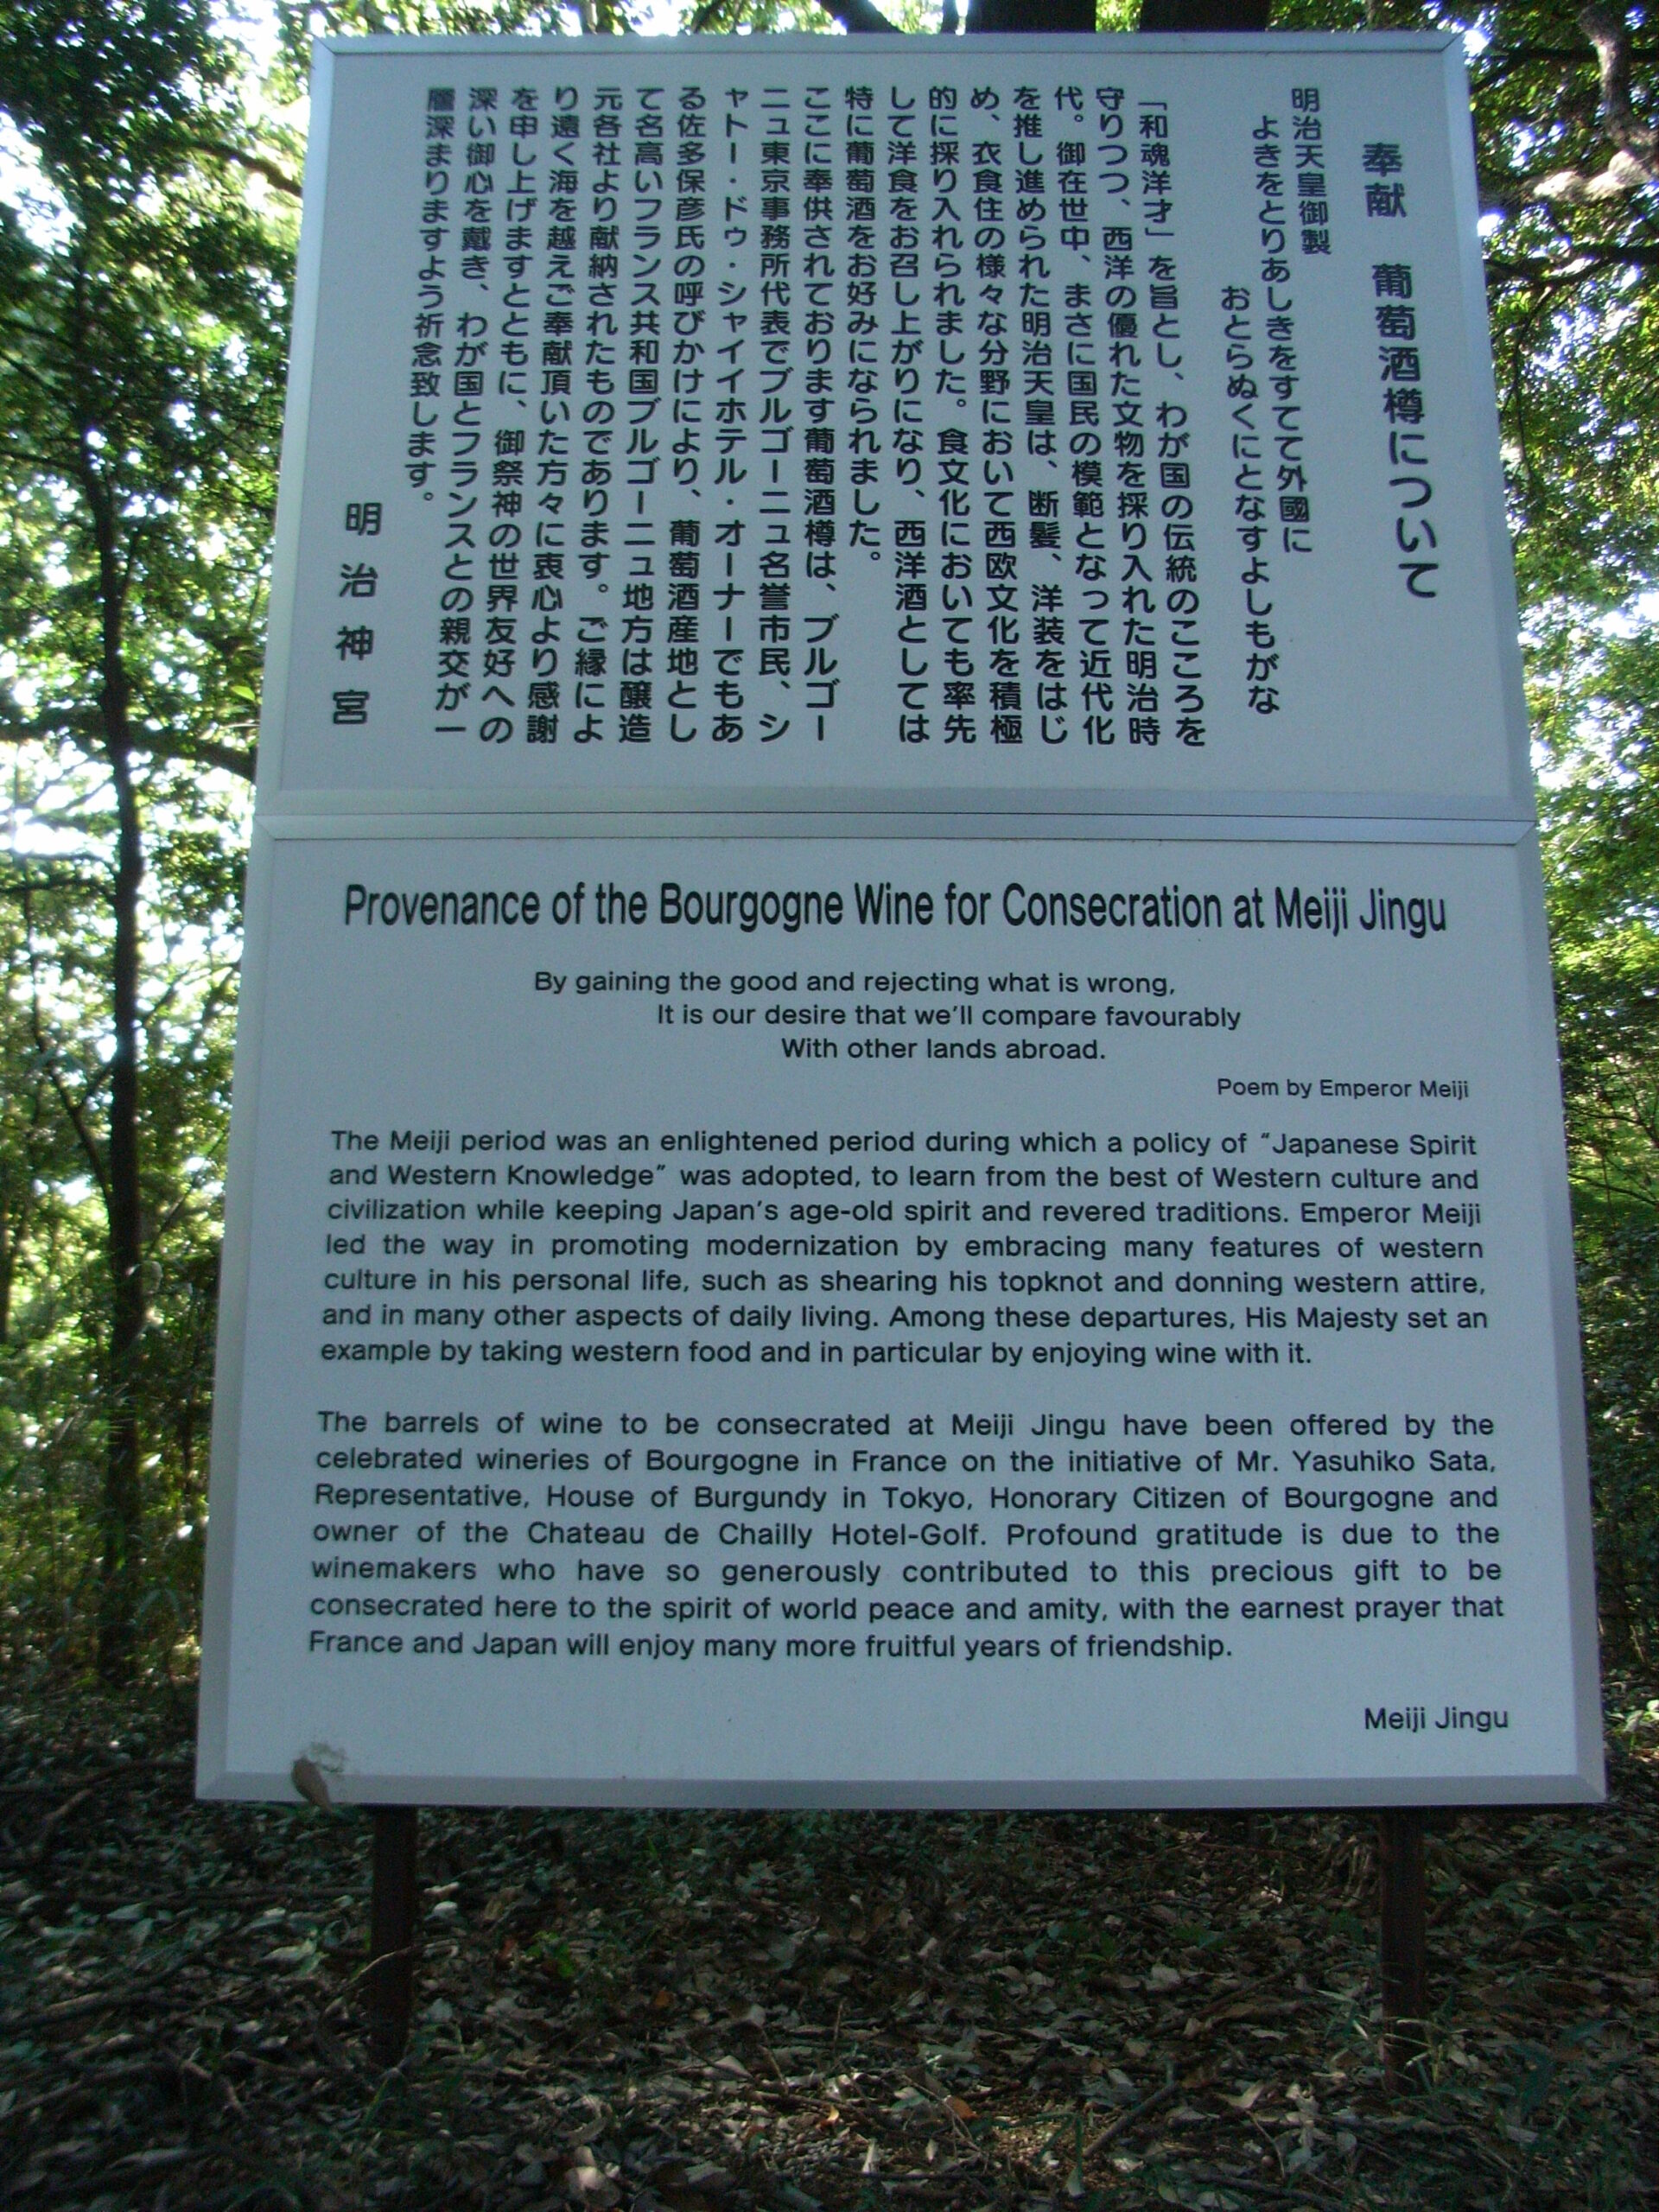 奉献 葡萄酒樽について
明治天皇御製
よきをとりあしきをすてて外國に
おとらぬくにとなすよしもがな
「和魂洋才」を旨とし、わが国の伝統のこころを
守りつつ、西洋の優れた文物を採り入れた明治時
代。御在世中、まさに国民の模範となって近代化
を推し進められた明治天皇は、断髪、洋装をはじ
め、衣食住の様々な分野において西欧文化を積極
的に採り入れられました。食文化においても率先
して洋食をお召し上がりになり、西洋酒としては
特に葡萄酒をお好みになられました。
ここに奉供されております葡萄酒樽は、ブルゴー
ニュ東京事務所代表でブルゴーニュ名誉市民、シ
ャトー・ドゥ・シャイイホテル・オーナーでもあ
る佐多保彦氏の呼びかけにより、葡萄酒産地とし
て名高いフランス共和国ブルゴーニュ地方は醸造
元各社より献納されたものであります。ご縁によ
り遠く海を越えご奉献頂いた方々に衷心より感謝
を申し上げますとともに、御祭神の世界友好への
深い御心を戴き、わが国とフランスとの親交が一
層深まりますよう祈念致します。
明治神宮
Provenance of the Bourgogne Wine for Consecration at Meiji Jingu
By gaining the good and rejecting what is wrong,
It is our desire that we'll compare favourably
With other lands abroad.
Poem by Emperor Meiji
The Meiji period was an enlightened period during which a policy of "Japanese Spirit
and Western Knowledge" was adopted, to learn from the best of Western culture and
civilization while keeping Japan's age-old spirit and revered traditions. Emperor Meiji
led the way in promoting modernization by embracing many features of western
culture in his personal life, such as shearing his topknot and donning western attire,
and in many other aspects of daily living. Among these departures, His Majesty set an
example by taking western food and in particular by enjoying wine with it.
The barrels of wine to be consecrated at Meiji Jingu have been offered by the
celebrated wineries of Bourgogne in France on the initiative of Mr. Yasuhiko Sata,
Representative, House of Burgundy in Tokyo, Honorary Citizen of Bourgogne and
owner of the Chateau de Chailly Hotel-Golf. Profound gratitude is due to the
winemakers who have so generously contributed to this precious gift to be
consecrated here to the spirit of world peace and amity, with the earnest prayer that
France and Japan will enjoy many more fruitful years of friendship.
Meiji Jingu